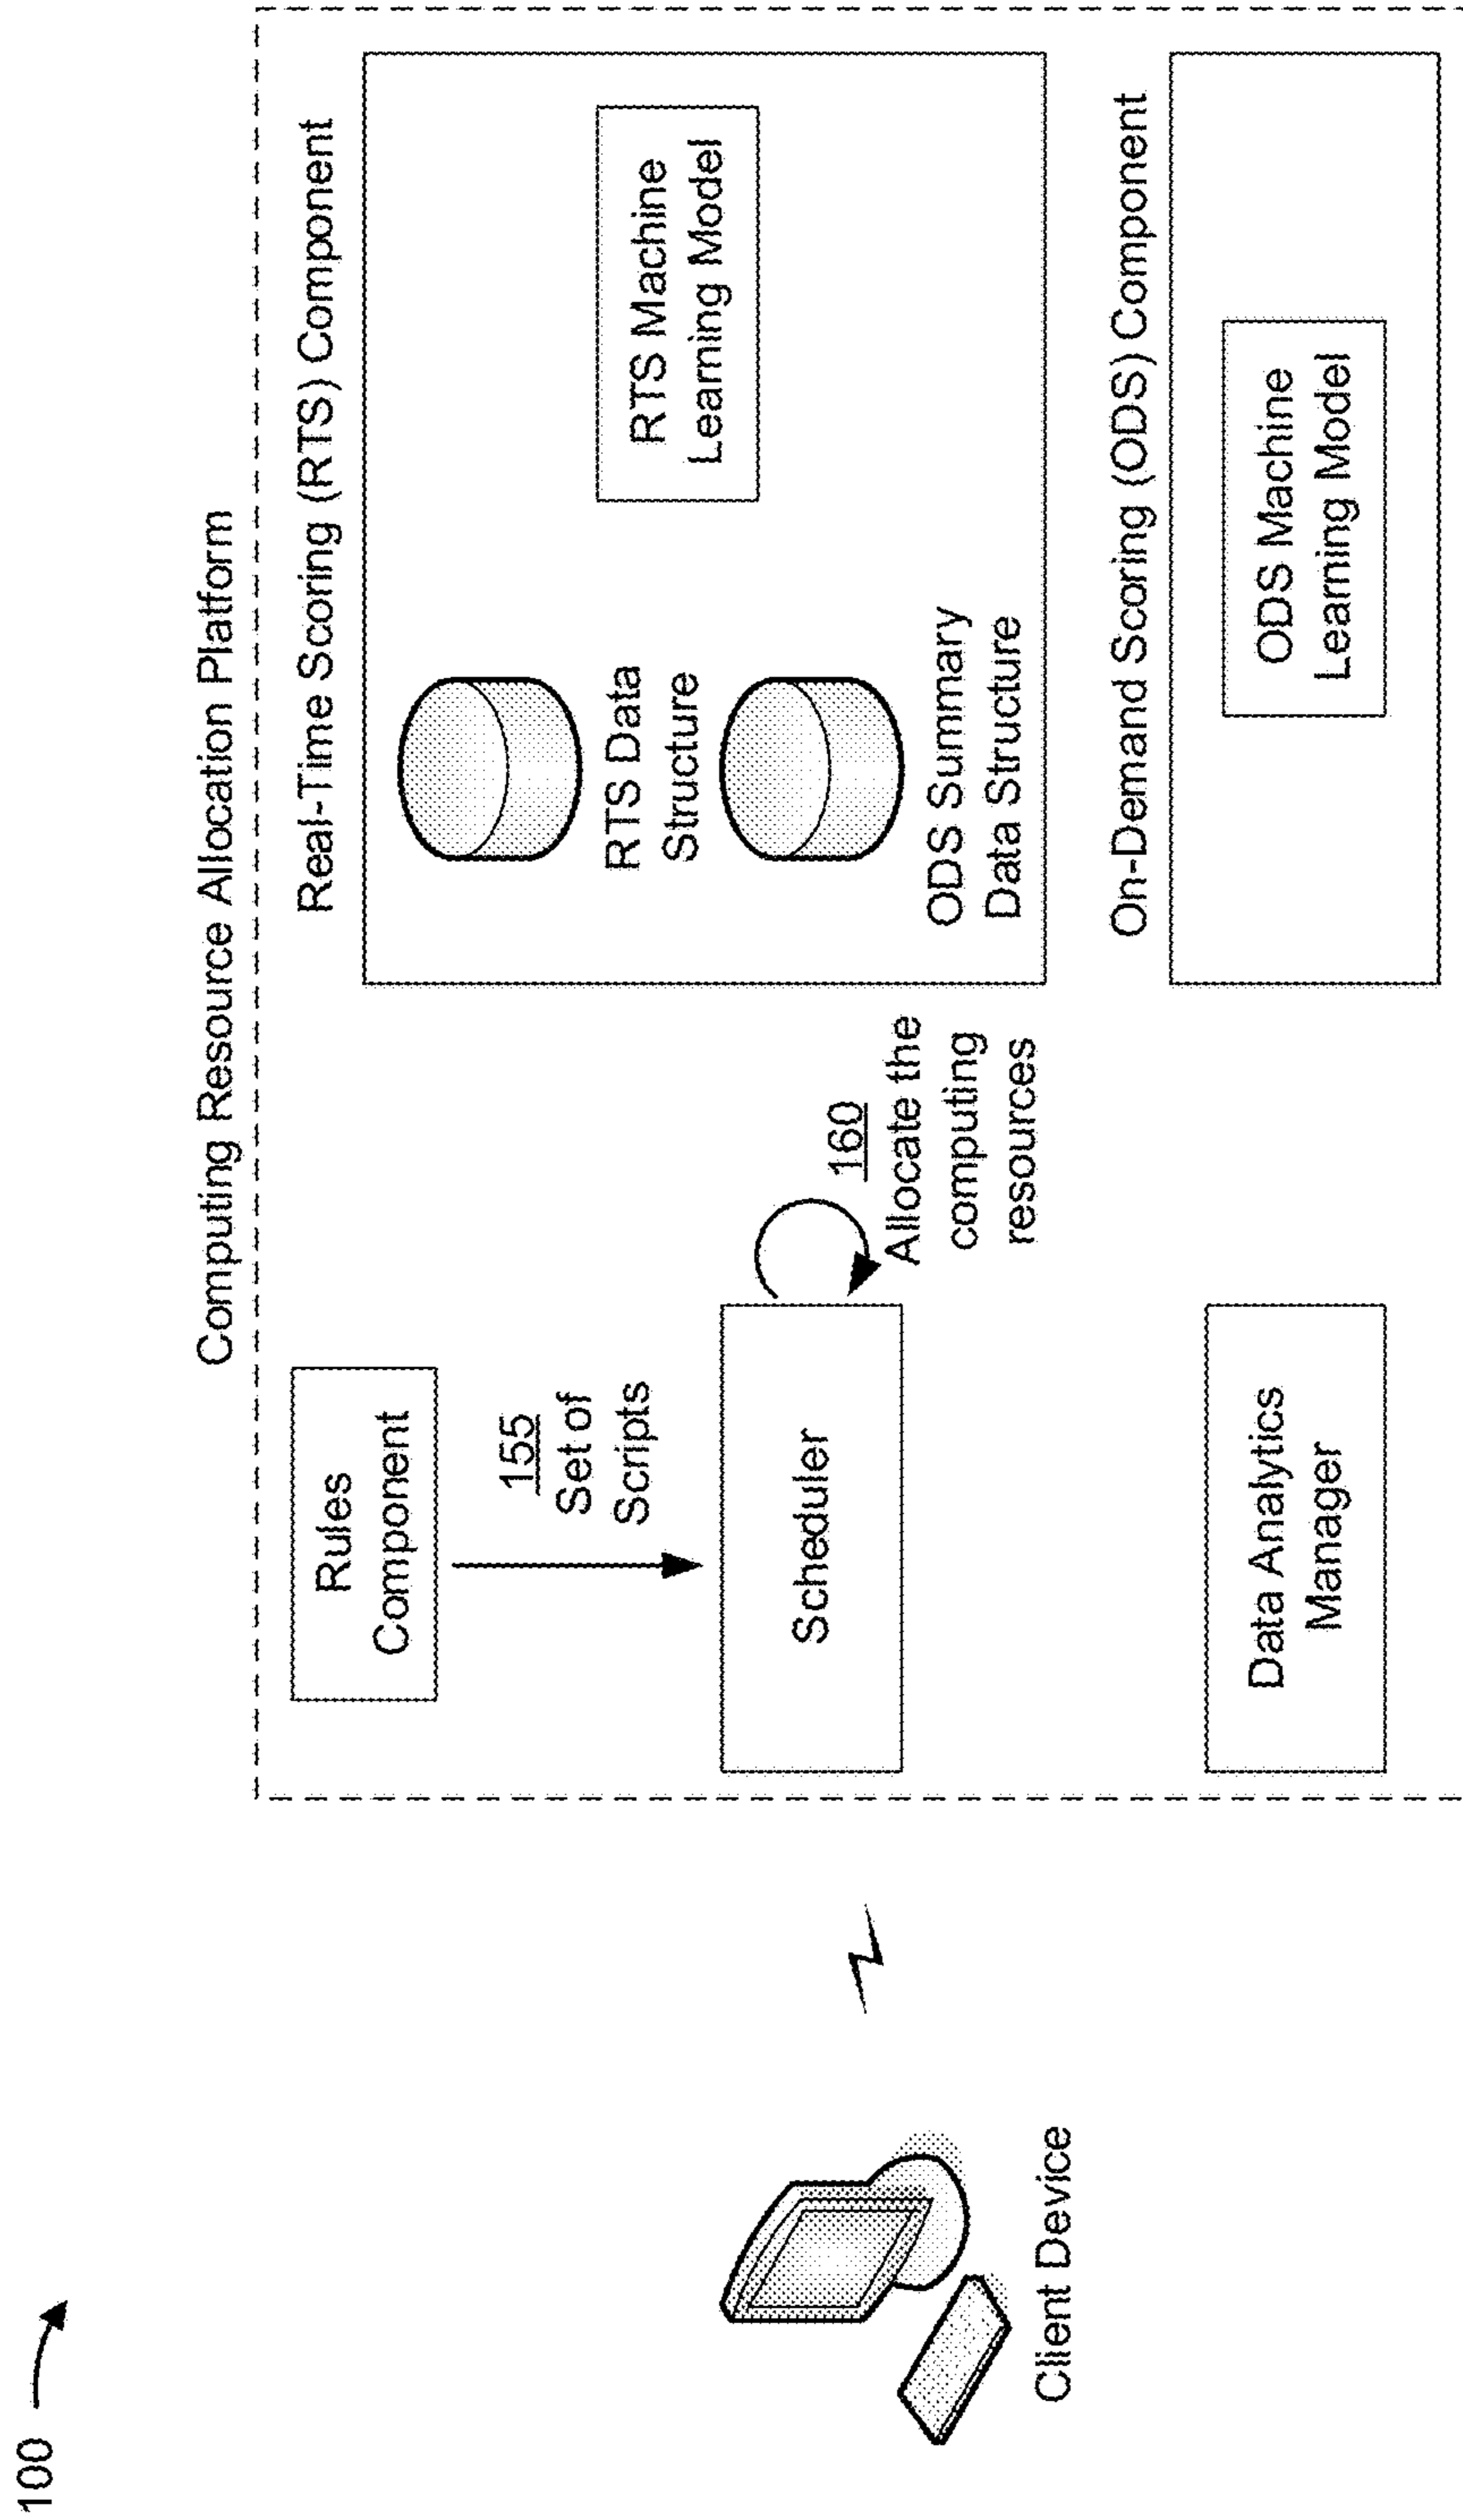 100
Computing Resource Allocation Platform
Rules
Component
155
Set of
Scripts
Scheduler
160
Allocate the
computing
resources
Data Analytics
Manager
Real-Time Scoring (RTS) Component
RTS Data
Structure
ODS Summary
Data Structure
RTS Machine
Learning Model
On-Demand Scoring (ODS) Component
ODS Machine
Learning Model
Client Device